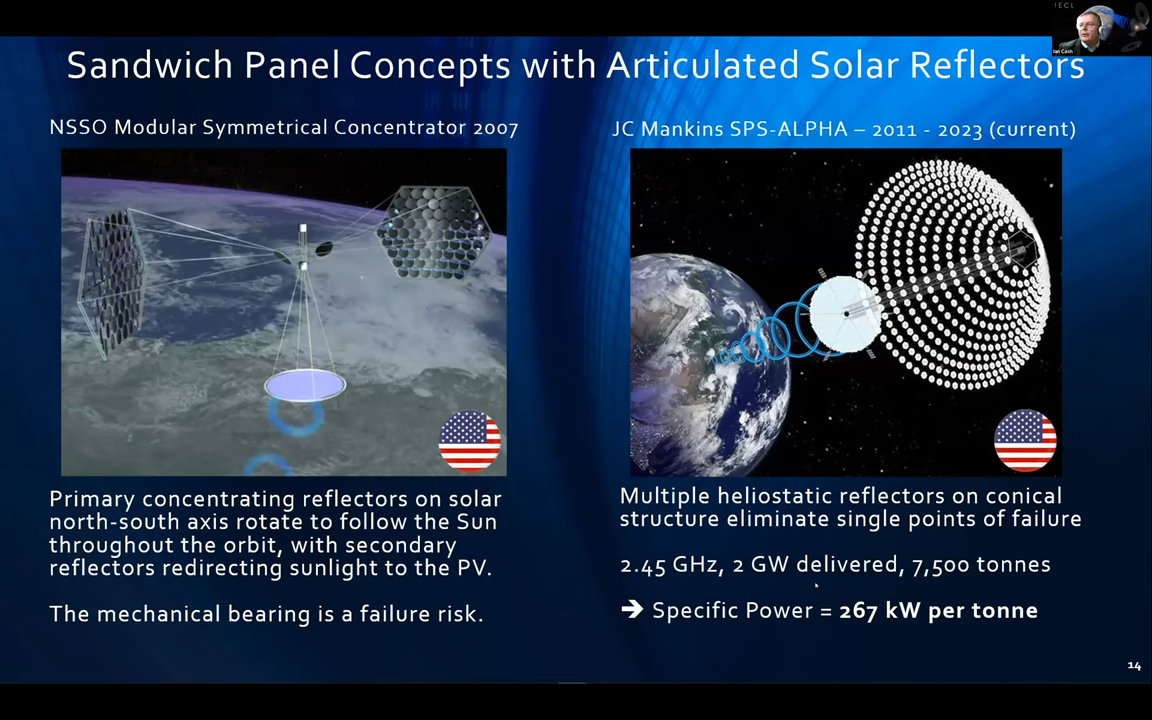 IECL
Ian Cash
Sandwich Panel Concepts with Articulated Solar Reflectors
NSSO Modular Symmetrical Concentrator 2007
JC Mankins SPS-ALPHA – 2011 - 2023 (current)
Primary concentrating reflectors on solar
north-south axis rotate to follow the Sun
throughout the orbit, with secondary
reflectors redirecting sunlight to the PV.
The mechanical bearing is a failure risk.
Multiple heliostatic reflectors on conical
structure eliminate single points of failure
2.45 GHz, 2 GW delivered, 7,500 tonnes
➔ Specific Power = 267 kW per tonne
14